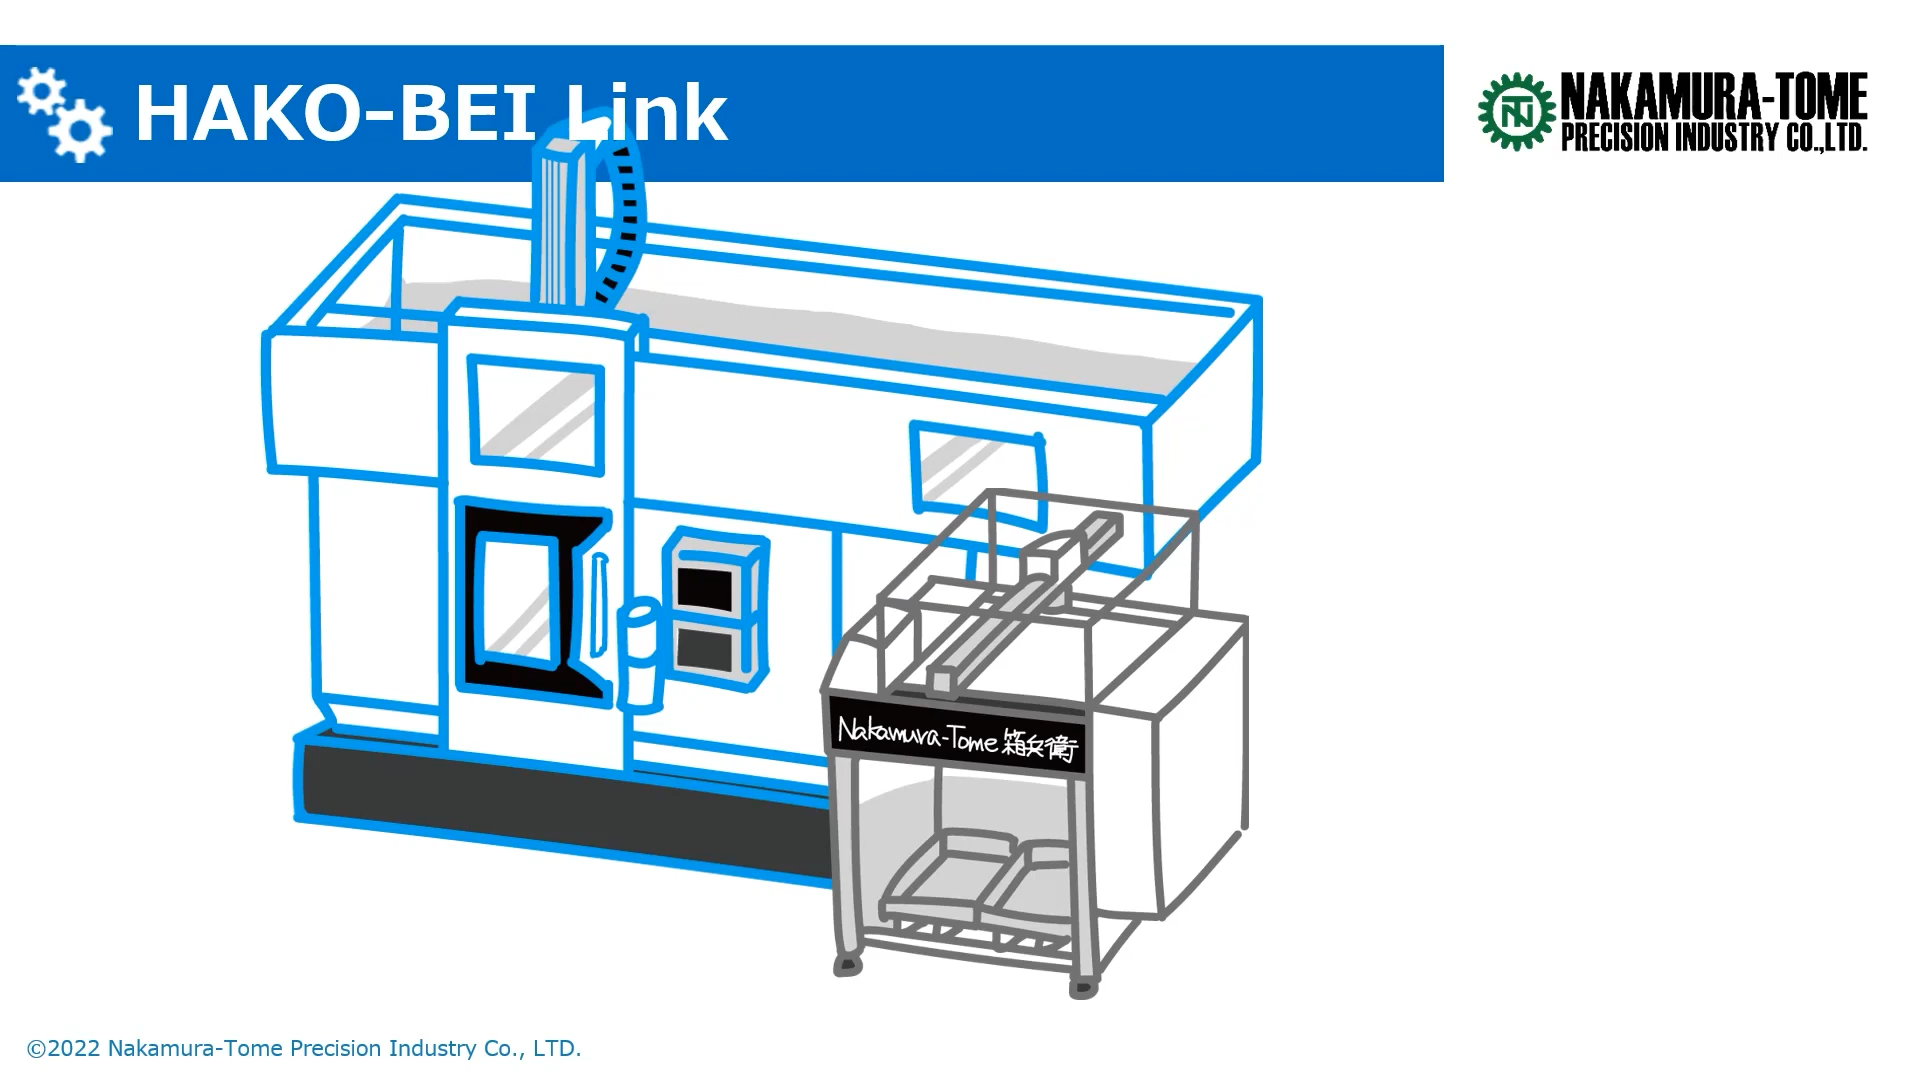 HAKO-BEI Link
NAKAMURA-TOME
PRECISION INDUSTRY CO.,LTD.
Nakamura-Tome 箱兵衛
©2022 Nakamura-Tome Precision Industry Co., LTD.